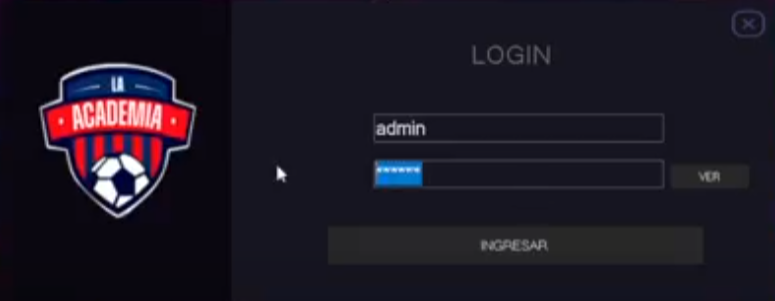 LA
ACADEMIA
LOGIN
admin
*******
VER
INGRESAR